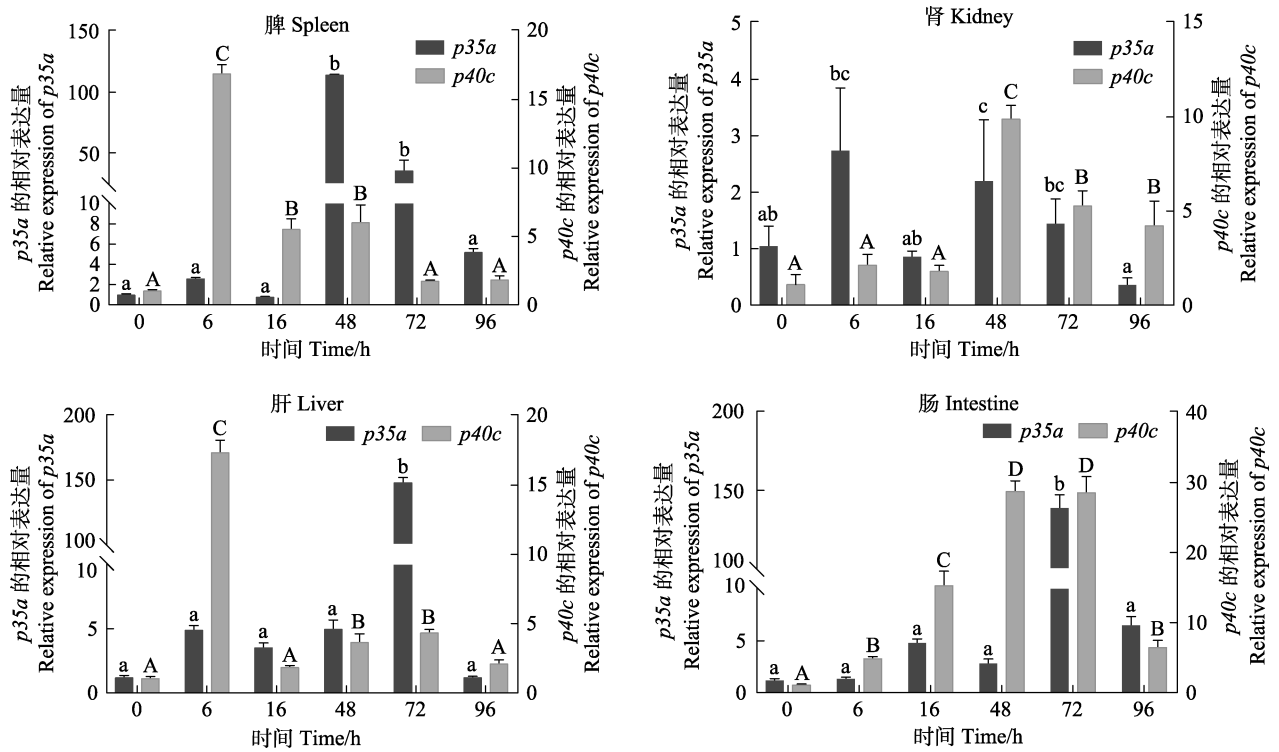 脾 Spleen
p35a
p40c
p35a 的相对表达量
Relative expression of p35a
p40c 的相对表达量
Relative expression of p40c
150
100
50
10
8
6
4
2
0
20
15
10
5
0
a A a C a B b B b A a A
0 6 16 48 72 96
时间 Time/h
肾 Kidney
p35a
p40c
p35a 的相对表达量
Relative expression of p35a
p40c 的相对表达量
Relative expression of p40c
5
4
3
2
1
0
15
10
5
0
ab A bc A ab A c C bc B a B
0 6 16 48 72 96
时间 Time/h
肝 Liver
p35a p40c
p35a 的相对表达量
Relative expression of p35a
p40c 的相对表达量
Relative expression of p40c
200
150
100
10
5
0
20
15
10
5
0
a A a C a A a B b B a A
0 6 16 48 72 96
时间 Time/h
肠 Intestine
p35a p40c
p35a 的相对表达量
Relative expression of p35a
p40c 的相对表达量
Relative expression of p40c
200
150
100
10
5
0
40
30
20
10
0
a A a B a C a D b D a B
0 6 16 48 72 96
时间 Time/h